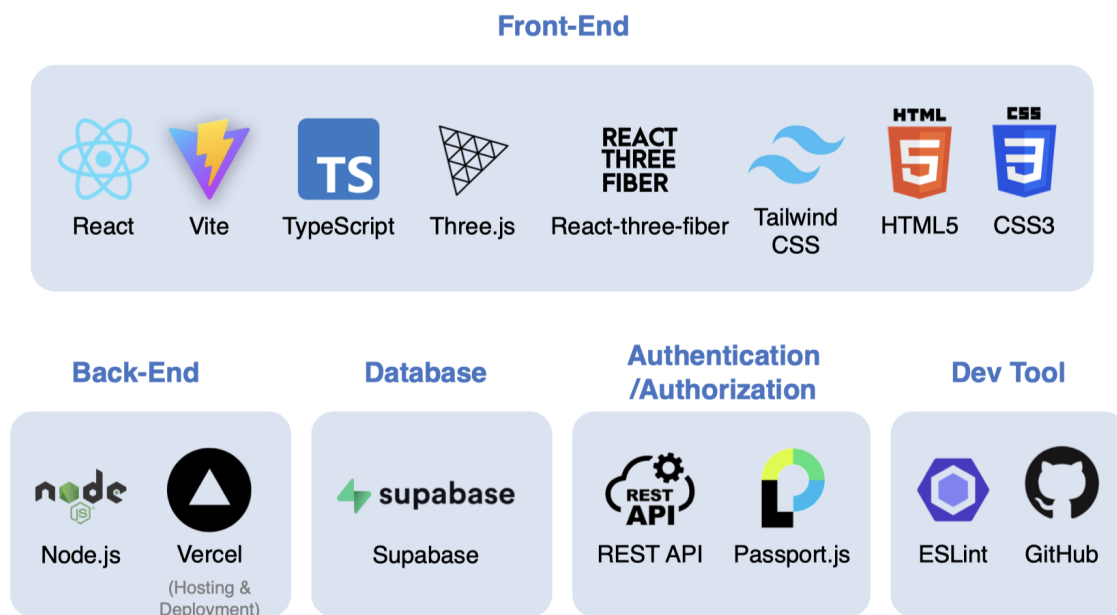 Front-End
HTML
CSS
TS
REACT
THREE
FIBER
React
Vite
TypeScript
Three.js
React-three-fiber
Tailwind
CSS
HTML5
CSS3
Back-End
Database
Authentication
/Authorization
Dev Tool
node
JS
supabase
REST
API
Node.js
Vercel
(Hosting &
Deployment)
Supabase
REST API
Passport.js
ESLint
GitHub